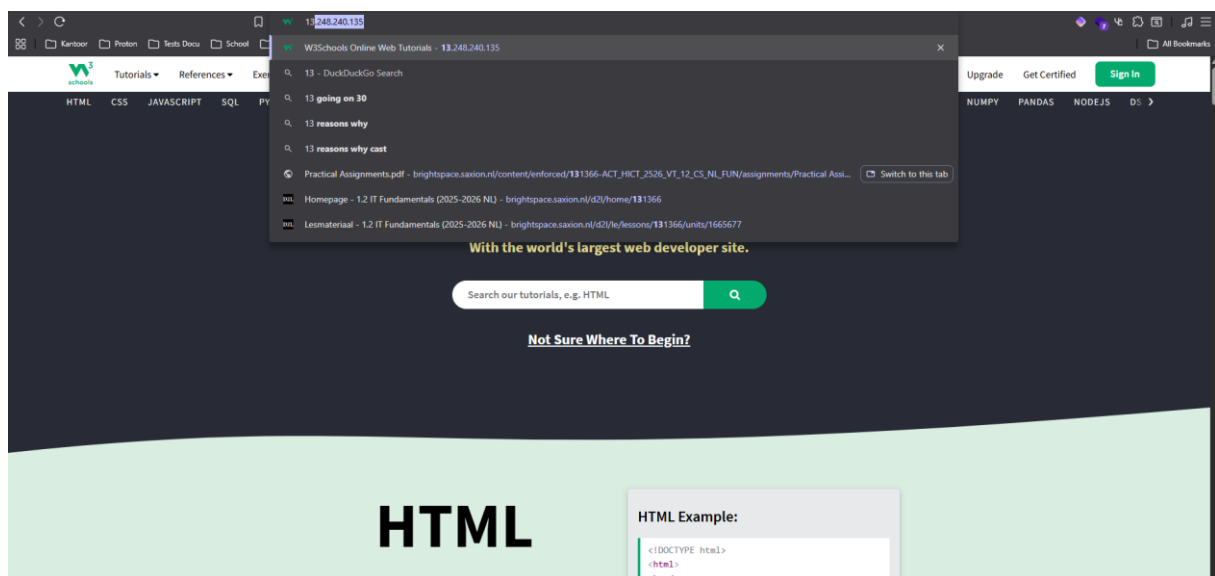 13.248.240.135
Kantoor Proton Tests Docu School All Bookmarks
W3Schools Online Web Tutorials - 13.248.240.135
13 - DuckDuckGo Search
13 going on 30
13 reasons why
13 reasons why cast
Practical Assignments.pdf - brightspace.saxion.nl/content/enforced/131366-ACT_HICT_2526_VT_12_CS_NL_FUN/assignments/Practical Assi... Switch to this tab
Homepage - 1.2 IT Fundamentals (2025-2026 NL) - brightspace.saxion.nl/d2l/home/131366
Lesmateriaal - 1.2 IT Fundamentals (2025-2026 NL) - brightspace.saxion.nl/d2l/le/lessons/131366/units/1665677
W3 schools Tutorials References Exer Upgrade Get Certified Sign In
HTML CSS JAVASCRIPT SQL PY NUMPY PANDAS NODEJS DS
With the world's largest web developer site.
Search our tutorials, e.g. HTML
Not Sure Where To Begin?
HTML
HTML Example:
<!DOCTYPE html>
<html>